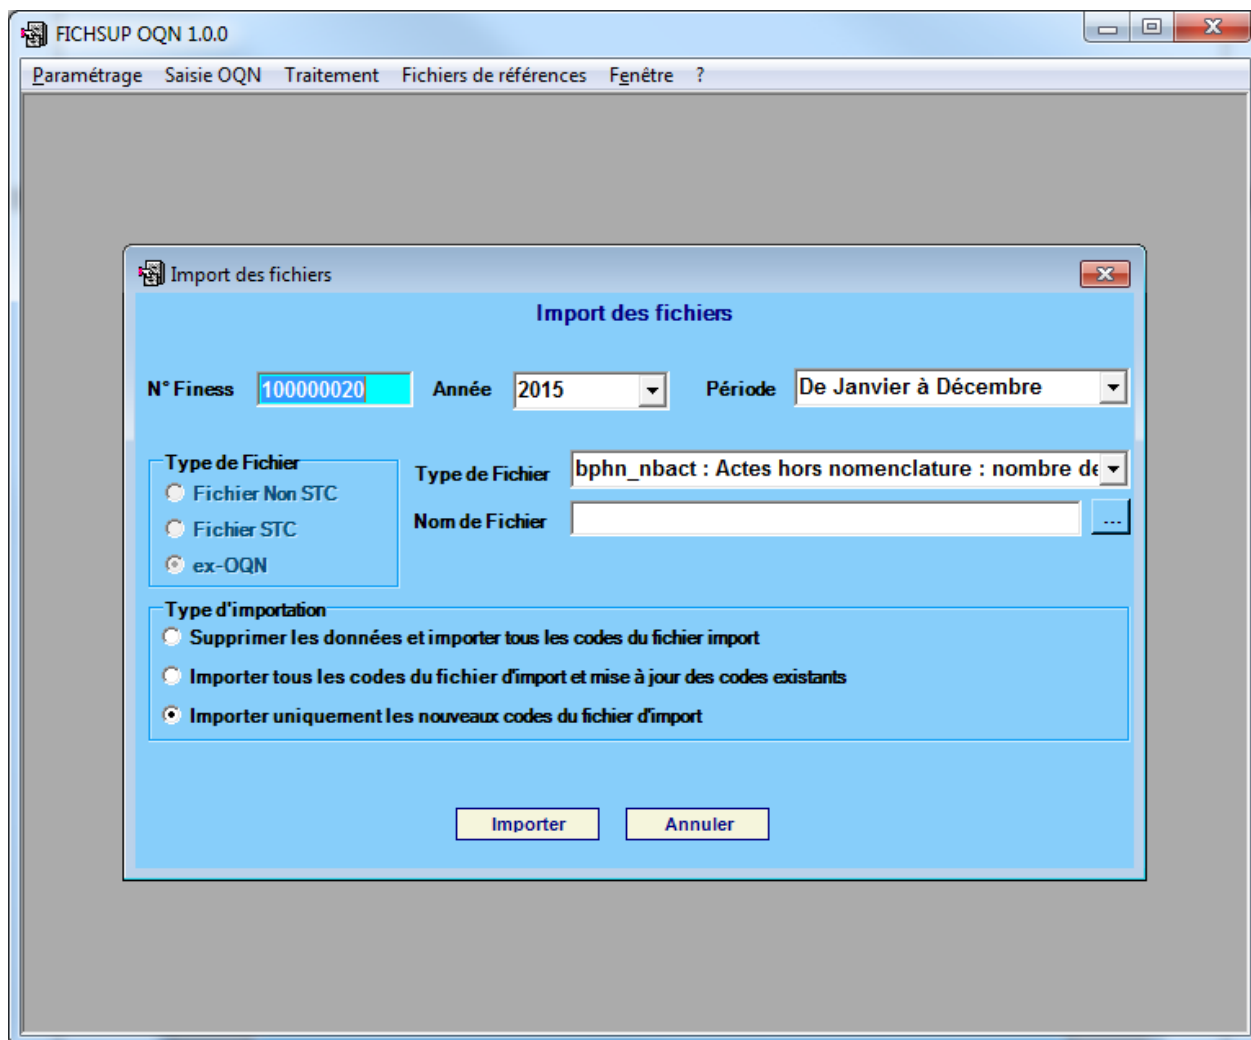 FICHSUP OQN 1.0.0
Paramétrage Saisie OQN Traitement Fichiers de références Fenêtre ?
Import des fichiers
Import des fichiers
N° Finess 100000020 Année 2015 Période De Janvier à Décembre
Type de Fichier
Fichier Non STC
Fichier STC
ex-OQN
Type de Fichier bphn_nbact : Actes hors nomenclature : nombre de
Nom de Fichier ...
Type d'importation
Supprimer les données et importer tous les codes du fichier import
Importer tous les codes du fichier d'import et mise à jour des codes existants
Importer uniquement les nouveaux codes du fichier d'import
Importer Annuler